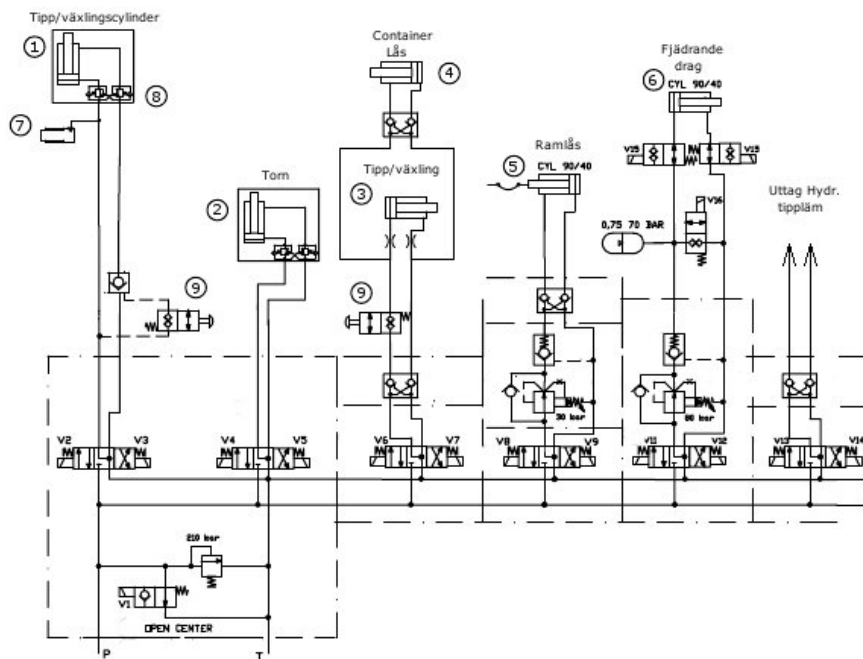 Tipp/växlingscylinder
1
8
7
Torn
2
9
Container
Lås
4
Tipp/växling
3
9
Ramlås
5
CYL 90/40
Fjädrande
drag
6
CYL 90/40
V15
V15
V16
0,75 70 BAR
Uttag Hydr.
tippläm
30 bar
80 bar
V2
V3
V4
V5
V6
V7
V8
V9
V11
V12
V13
V14
210 bar
V1
OPEN CENTER
P
T